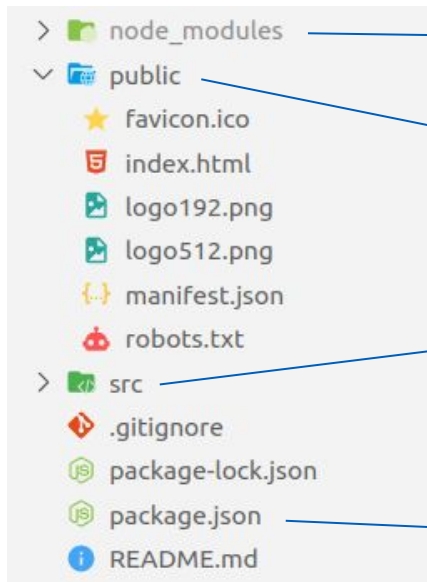 node_modules
public
favicon.ico
index.html
logo192.png
logo512.png
manifest.json
robots.txt
src
.gitignore
package-lock.json
package.json
README.md